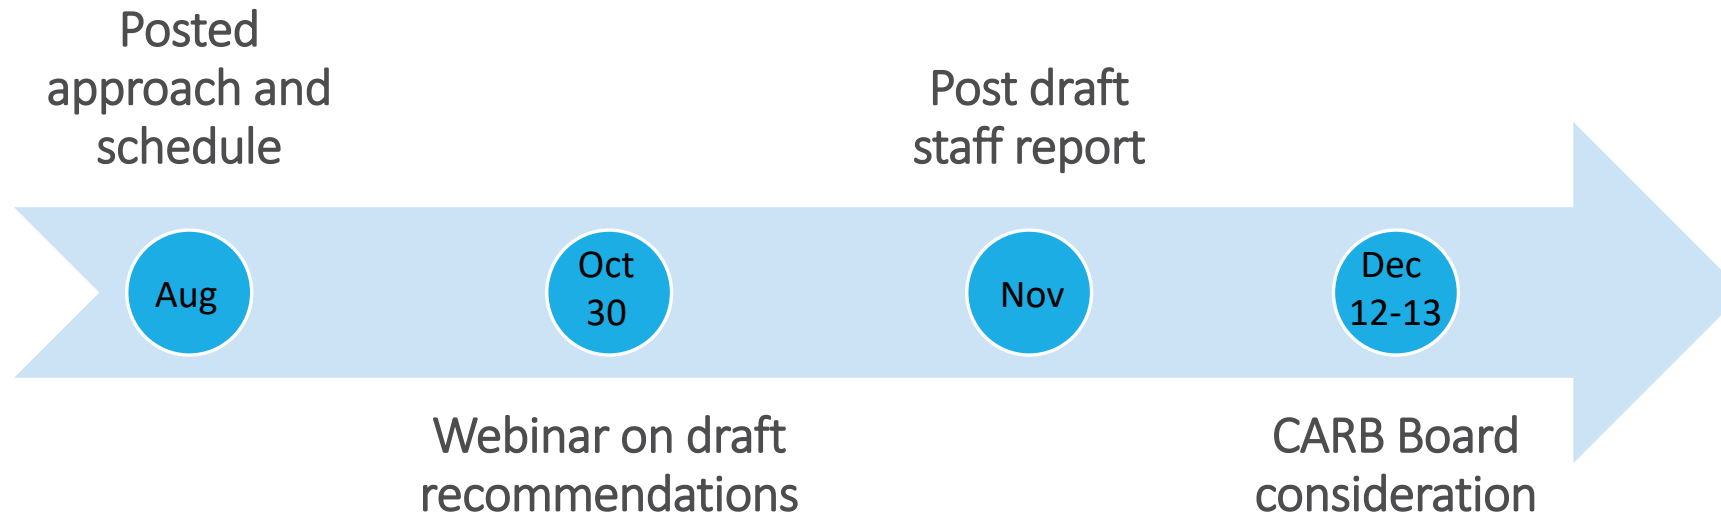 Posted
approach and
schedule
Post draft
staff report
Aug
Oct
30
Nov
Dec
12-13
Webinar on draft
recommendations
CARB Board
consideration